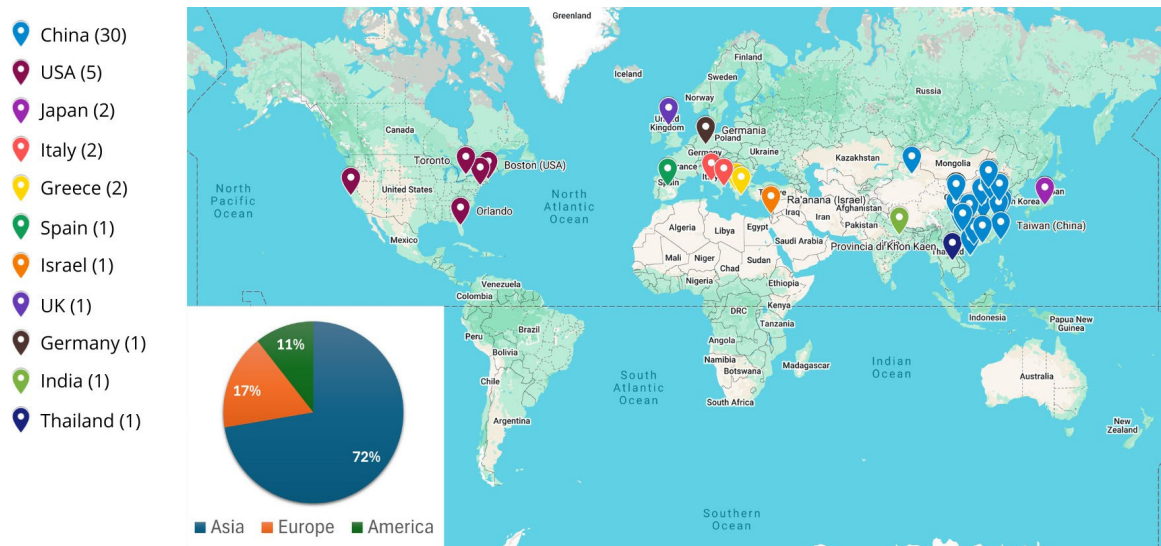 China (30)
USA (5)
Japan (2)
Italy (2)
Greece (2)
Spain (1)
Israel (1)
UK (1)
Germany (1)
India (1)
Thailand (1)
Greenland
Iceland
Finland
Sweden
Norway
Russia
United
Kingdom
Canada
Germania
Poland
Germany
Ukraine
Kazakhstan
Mongolia
Toronto
Boston (USA)
North
Pacific
Ocean
United States
North
Atlantic
Ocean
Spain
Orlando
Ra'anana (Israel)
Iraq
Iran
Afghanistan
Pakistan
Taiwan (China)
Mexico
Algeria
Libya
Egypt
Saudi Arabia
Provincia di Khon Kaen
Mali
Niger
Chad
Sudan
Nigeria
Ethiopia
Venezuela
Colombia
Kenya
DRC
Tanzania
Indonesia
Papua New
Guinea
Brazil
Peru
Bolivia
Angola
Namibia
Botswana
Madagascar
Indian
Ocean
South
Atlantic
Ocean
Chile
South Africa
Australia
Argentina
New
Zealand
Southern
Ocean
11%
17%
72%
Asia
Europe
America